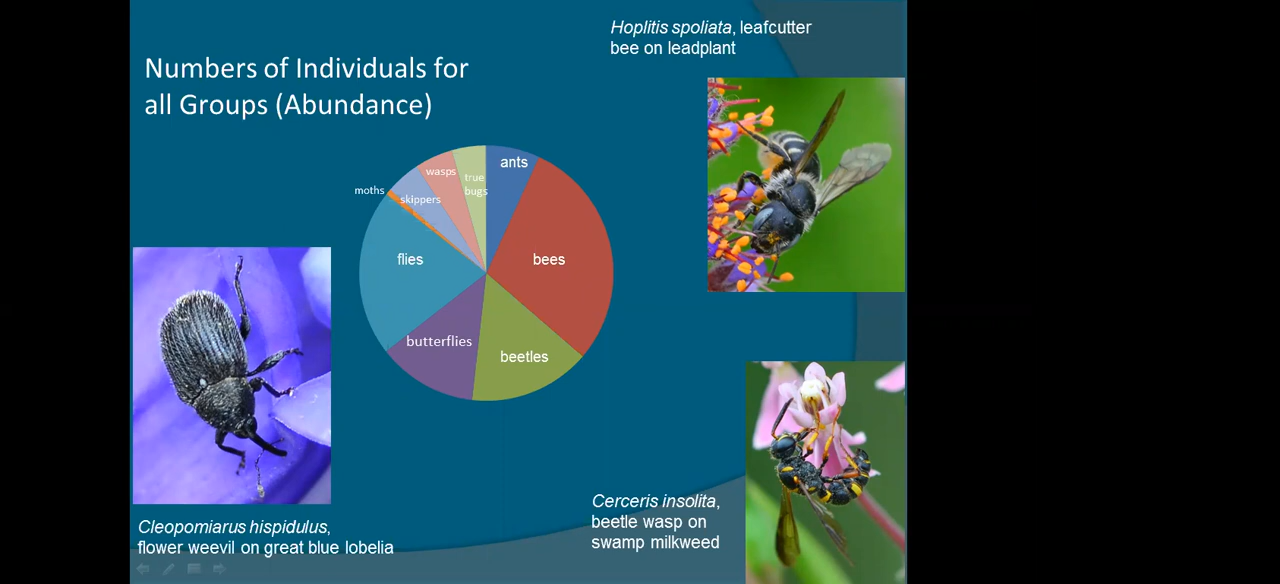 Hoplitis spoliata, leafcutter
bee on leadplant
Numbers of Individuals for
all Groups (Abundance)
ants
wasps
true
bugs
moths
skippers
flies
bees
butterflies
beetles
Cerceris insolita,
beetle wasp on
swamp milkweed
Cleopomiarus hispidulus,
flower weevil on great blue lobelia